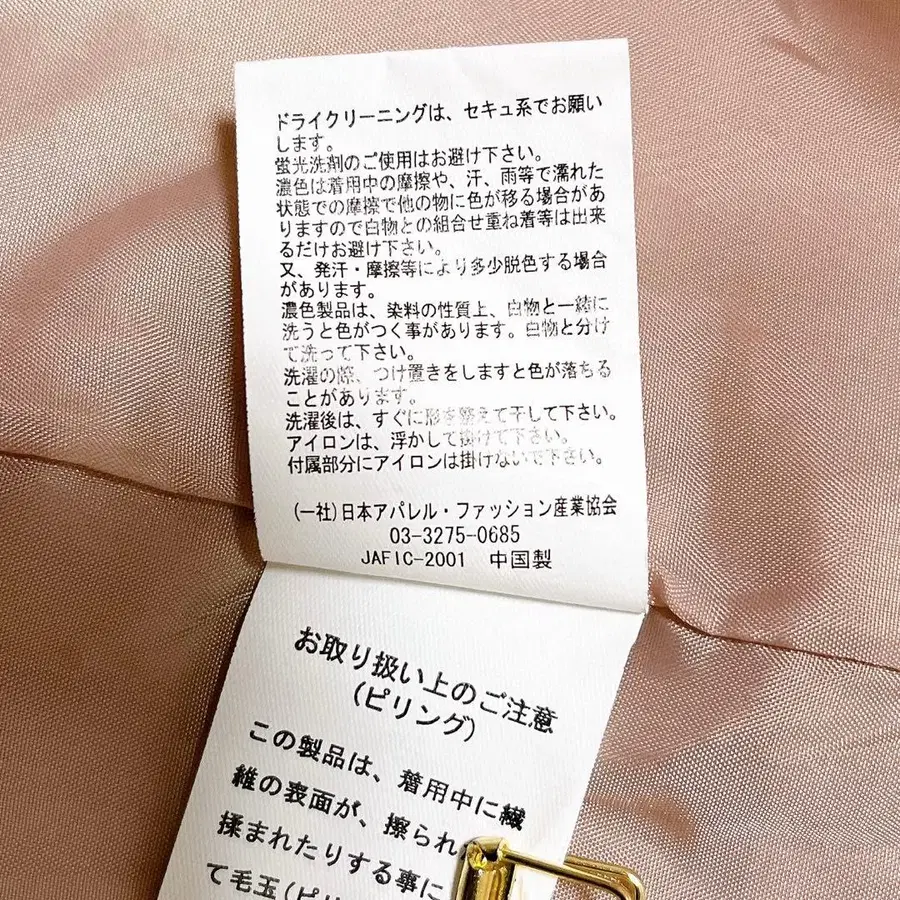 ドライクリーニングは、セキュ系でお願い
します。
蛍光洗剤のご使用はお避け下さい。
濃色は着用中の摩擦や、汗、雨等で濡れた
状態での摩擦で他の物に色が移る場合があ
りますので白物との組合せ重ね着等は出来
るだけお避け下さい。
又、発汗・摩擦等により多少脱色する場合
があります。
濃色製品は、染料の性質上、白物と一緒に
洗うと色がつく事があります。白物と分け
て洗って下さい。
洗濯の際、つけ置きをしますと色が落ちる
ことがあります。
洗濯後は、すぐに形を整えて干して下さい。
アイロンは、浮かして掛けて下さい。
付属部分にアイロンは掛けないで下さい。
(一社)日本アパレル・ファッション産業協会
03-3275-0685
JAFIC-2001 中国製
お取り扱い上のご注意
(ピリング)
この製品は、着用中に繊
維の表面が、擦られ
揉まれたりする事に
て毛玉(ピリ